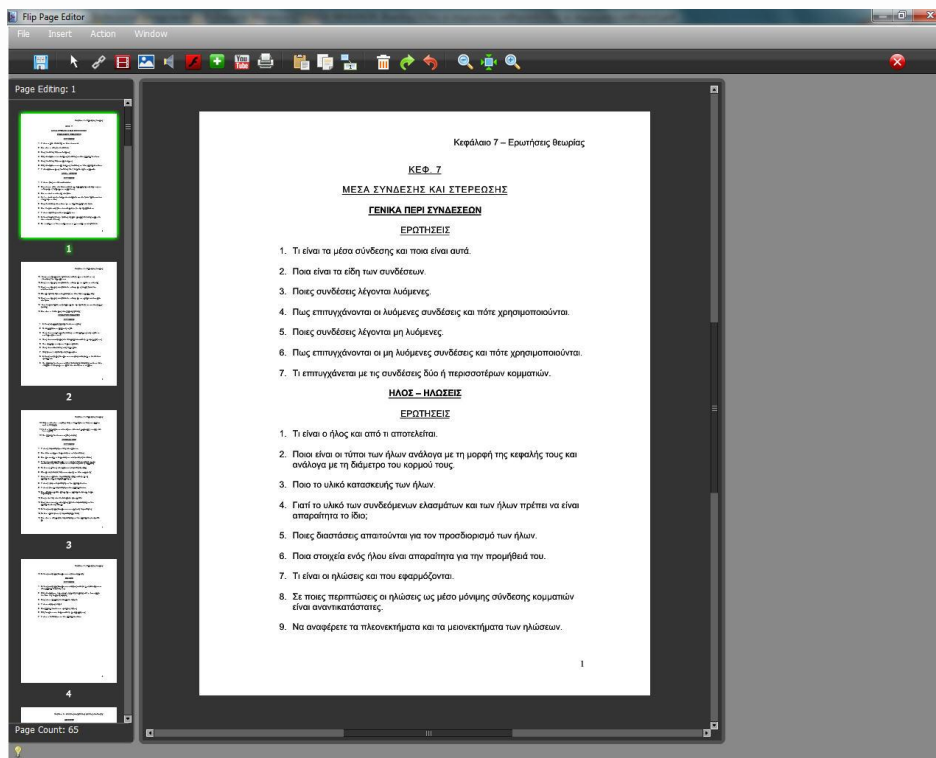 Flip Page Editor
File Insert Action Window
You Tube
Page Editing: 1
1
2
3
4
Page Count: 65
Κεφάλαιο 7 – Ερωτήσεις θεωρίας
ΚΕΦ. 7
ΜΕΣΑ ΣΥΝΔΕΣΗΣ ΚΑΙ ΣΤΕΡΕΩΣΗΣ
ΓΕΝΙΚΑ ΠΕΡΙ ΣΥΝΔΕΣΕΩΝ
ΕΡΩΤΗΣΕΙΣ
1. Τι είναι τα μέσα σύνδεσης και ποια είναι αυτά.
2. Ποια είναι τα είδη των συνδέσεων.
3. Ποιες συνδέσεις λέγονται λυόμενες.
4. Πως επιτυγχάνονται οι λυόμενες συνδέσεις και πότε χρησιμοποιούνται.
5. Ποιες συνδέσεις λέγονται μη λυόμενες.
6. Πως επιτυγχάνονται οι μη λυόμενες συνδέσεις και πότε χρησιμοποιούνται.
7. Τι επιτυγχάνεται με τις συνδέσεις δύο ή περισσοτέρων κομματιών.
ΗΛΟΣ – ΗΛΩΣΕΙΣ
ΕΡΩΤΗΣΕΙΣ
1. Τι είναι ο ήλος και από τι αποτελείται.
2. Ποιοι είναι οι τύποι των ήλων ανάλογα με τη μορφή της κεφαλής τους και
ανάλογα με τη διάμετρο του κορμού τους.
3. Ποιο το υλικό κατασκευής των ήλων.
4. Γιατί το υλικό των συνδεόμενων ελασμάτων και των ήλων πρέπει να είναι
απαραίτητα το ίδιο;
5. Ποιες διαστάσεις απαιτούνται για τον προσδιορισμό των ήλων.
6. Ποια στοιχεία ενός ήλου είναι απαραίτητα για την προμήθειά του.
7. Τι είναι οι ηλώσεις και που εφαρμόζονται.
8. Σε ποιες περιπτώσεις οι ηλώσεις ως μέσο μόνιμης σύνδεσης κομματιών
είναι αναντικατάστατες.
9. Να αναφέρετε τα πλεονεκτήματα και τα μειονεκτήματα των ηλώσεων.
1